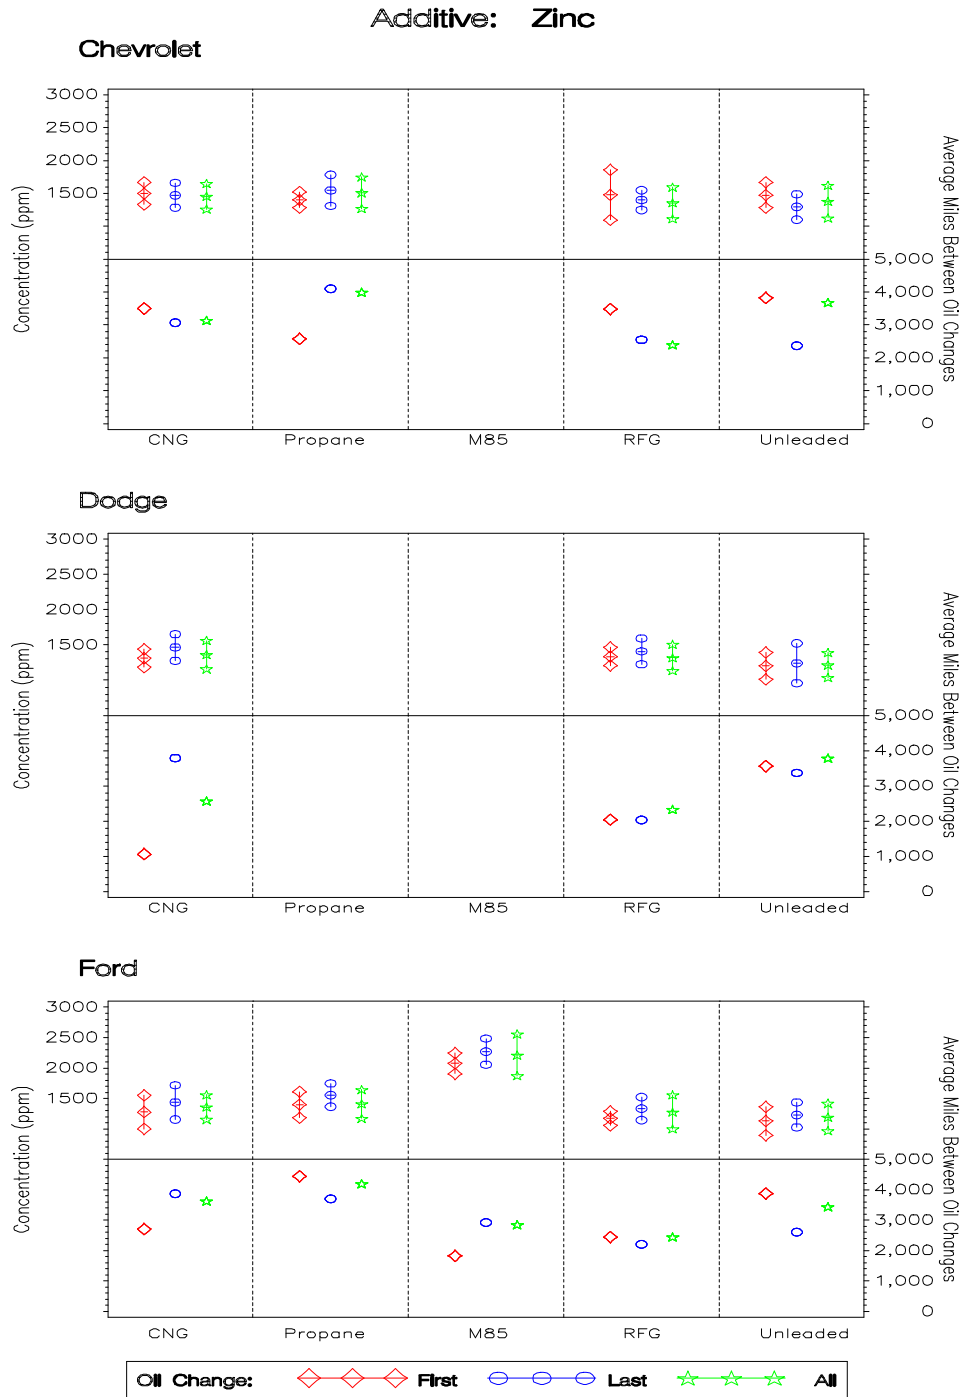 Additive: Zinc
Chevrolet
3000
2500
2000
1500
Concentration (ppm)
Average Miles Between Oil Changes
5,000
4,000
3,000
2,000
1,000
0
CNG Propane M85 RFG Unleaded
Dodge
3000
2500
2000
1500
Concentration (ppm)
Average Miles Between Oil Changes
5,000
4,000
3,000
2,000
1,000
0
CNG Propane M85 RFG Unleaded
Ford
3000
2500
2000
1500
Concentration (ppm)
Average Miles Between Oil Changes
5,000
4,000
3,000
2,000
1,000
0
CNG Propane M85 RFG Unleaded
Oil Change: First Last All